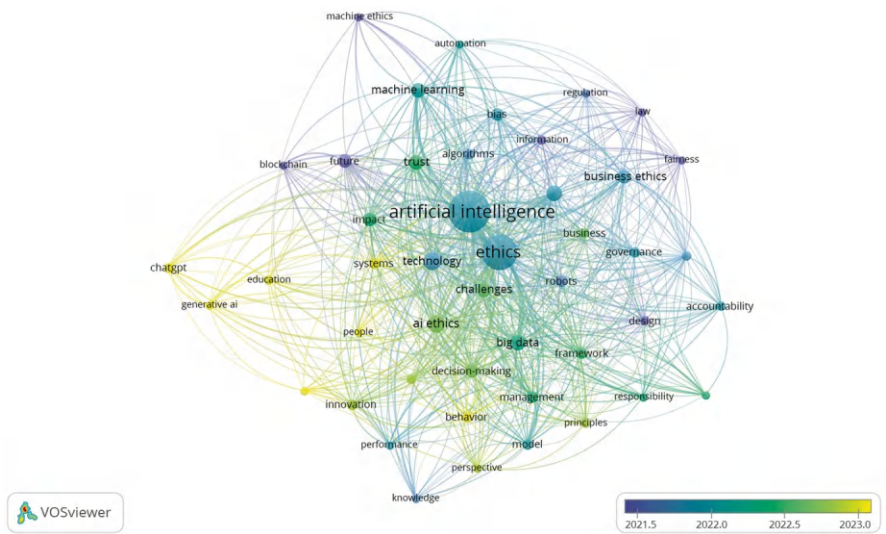 machine ethics
automation
machine learning
regulation
law
bias
information
algorithms
fairness
blockchain
future
trust
business ethics
artificial intelligence
impact
business
ethics
governance
technology
systems
chatgpt
education
robots
challenges
generative ai
accountability
design
ai ethics
people
big data
framework
decision-making
management
responsibility
innovation
behavior
principles
performance
model
perspective
knowledge
VOSviewer
2021.5 2022.0 2022.5 2023.0